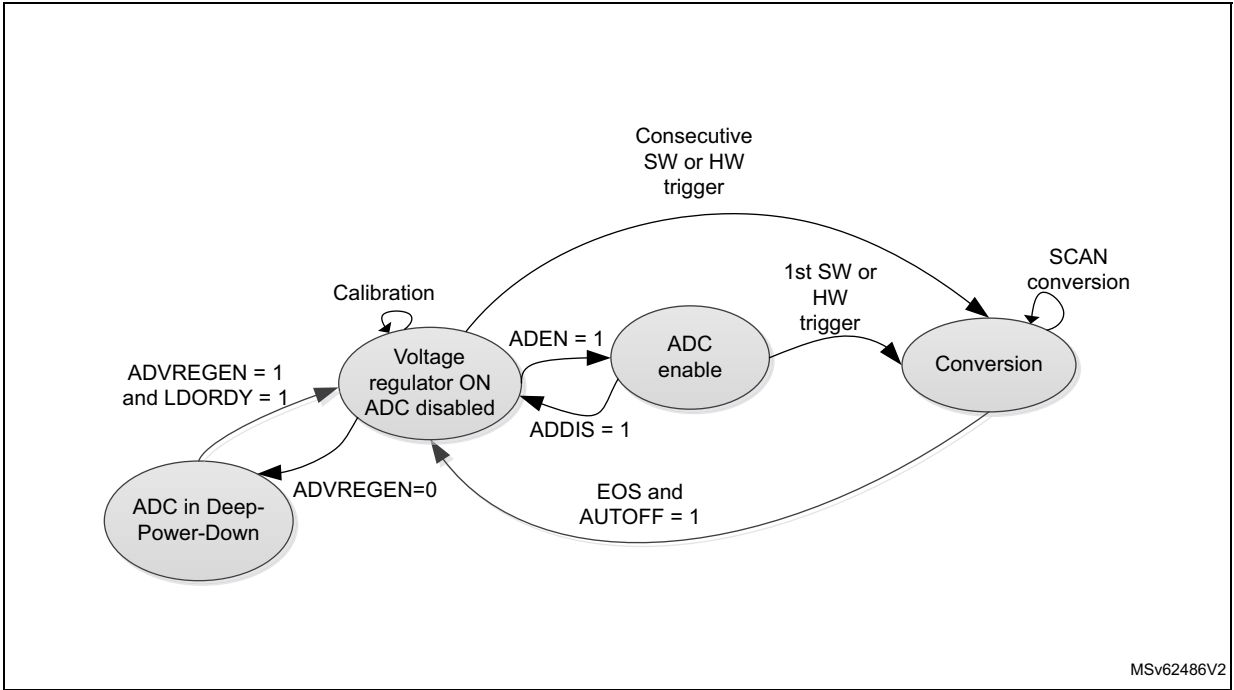 Consecutive
SW or HW
trigger
SCAN
conversion
1st SW or
HW
trigger
Calibration
ADEN = 1
ADC
enable
Conversion
Voltage
regulator ON
ADC disabled
ADVREGEN = 1
and LDORDY = 1
ADDIS = 1
ADVREGEN=0
EOS and
AUTOFF = 1
ADC in Deep-
Power-Down
MSv62486V2